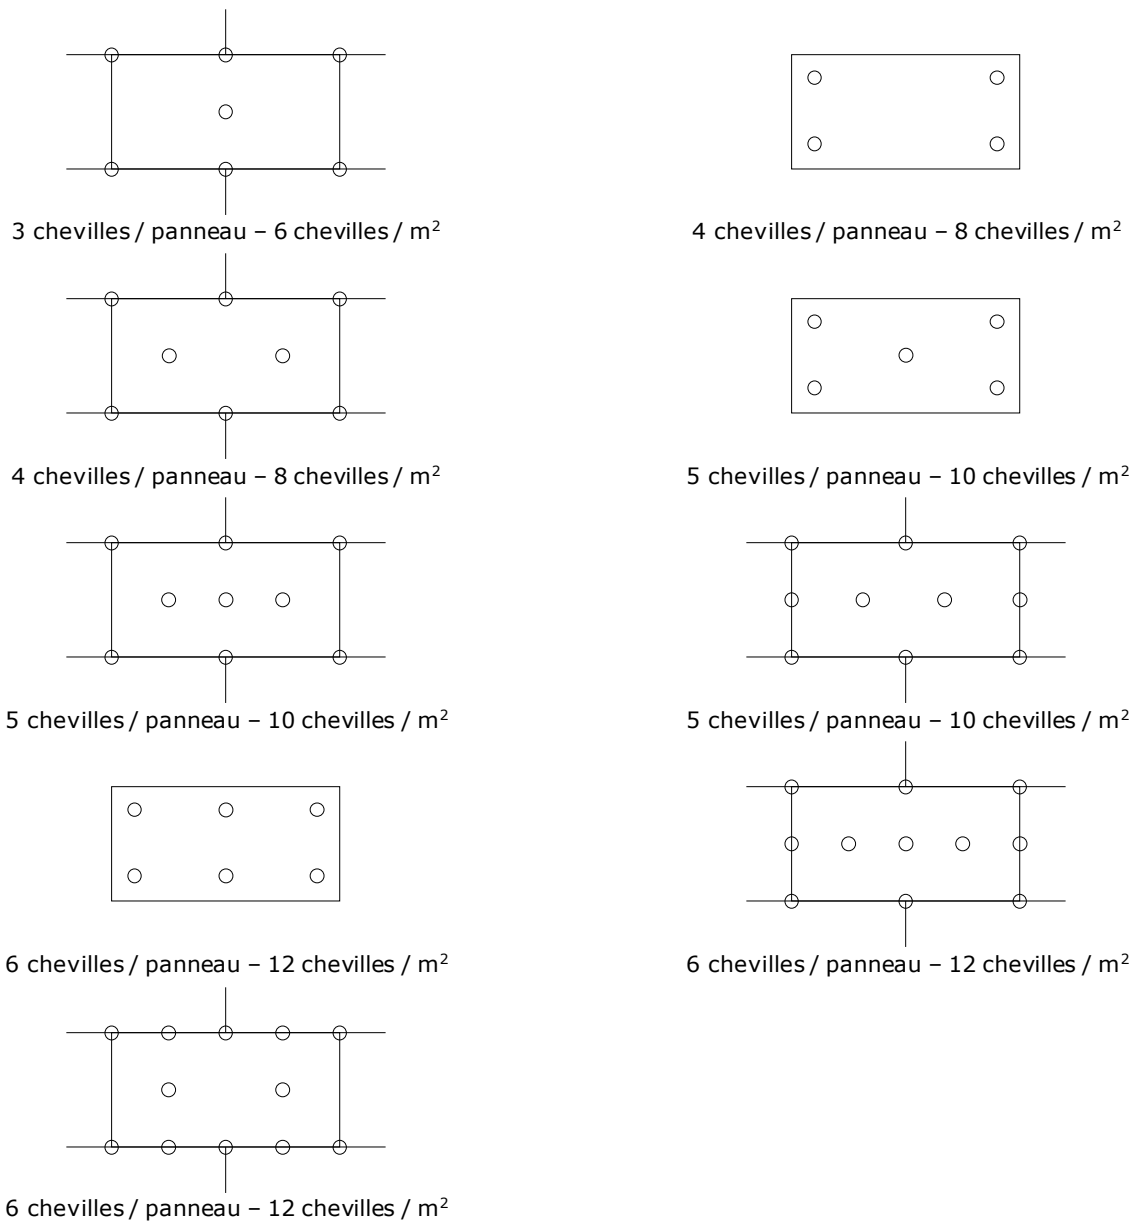 3 chevilles / panneau – 6 chevilles / m²
4 chevilles / panneau – 8 chevilles / m²
4 chevilles / panneau – 8 chevilles / m²
5 chevilles / panneau – 10 chevilles / m²
5 chevilles / panneau – 10 chevilles / m²
5 chevilles / panneau – 10 chevilles / m²
6 chevilles / panneau – 12 chevilles / m²
6 chevilles / panneau – 12 chevilles / m²
6 chevilles / panneau – 12 chevilles / m²